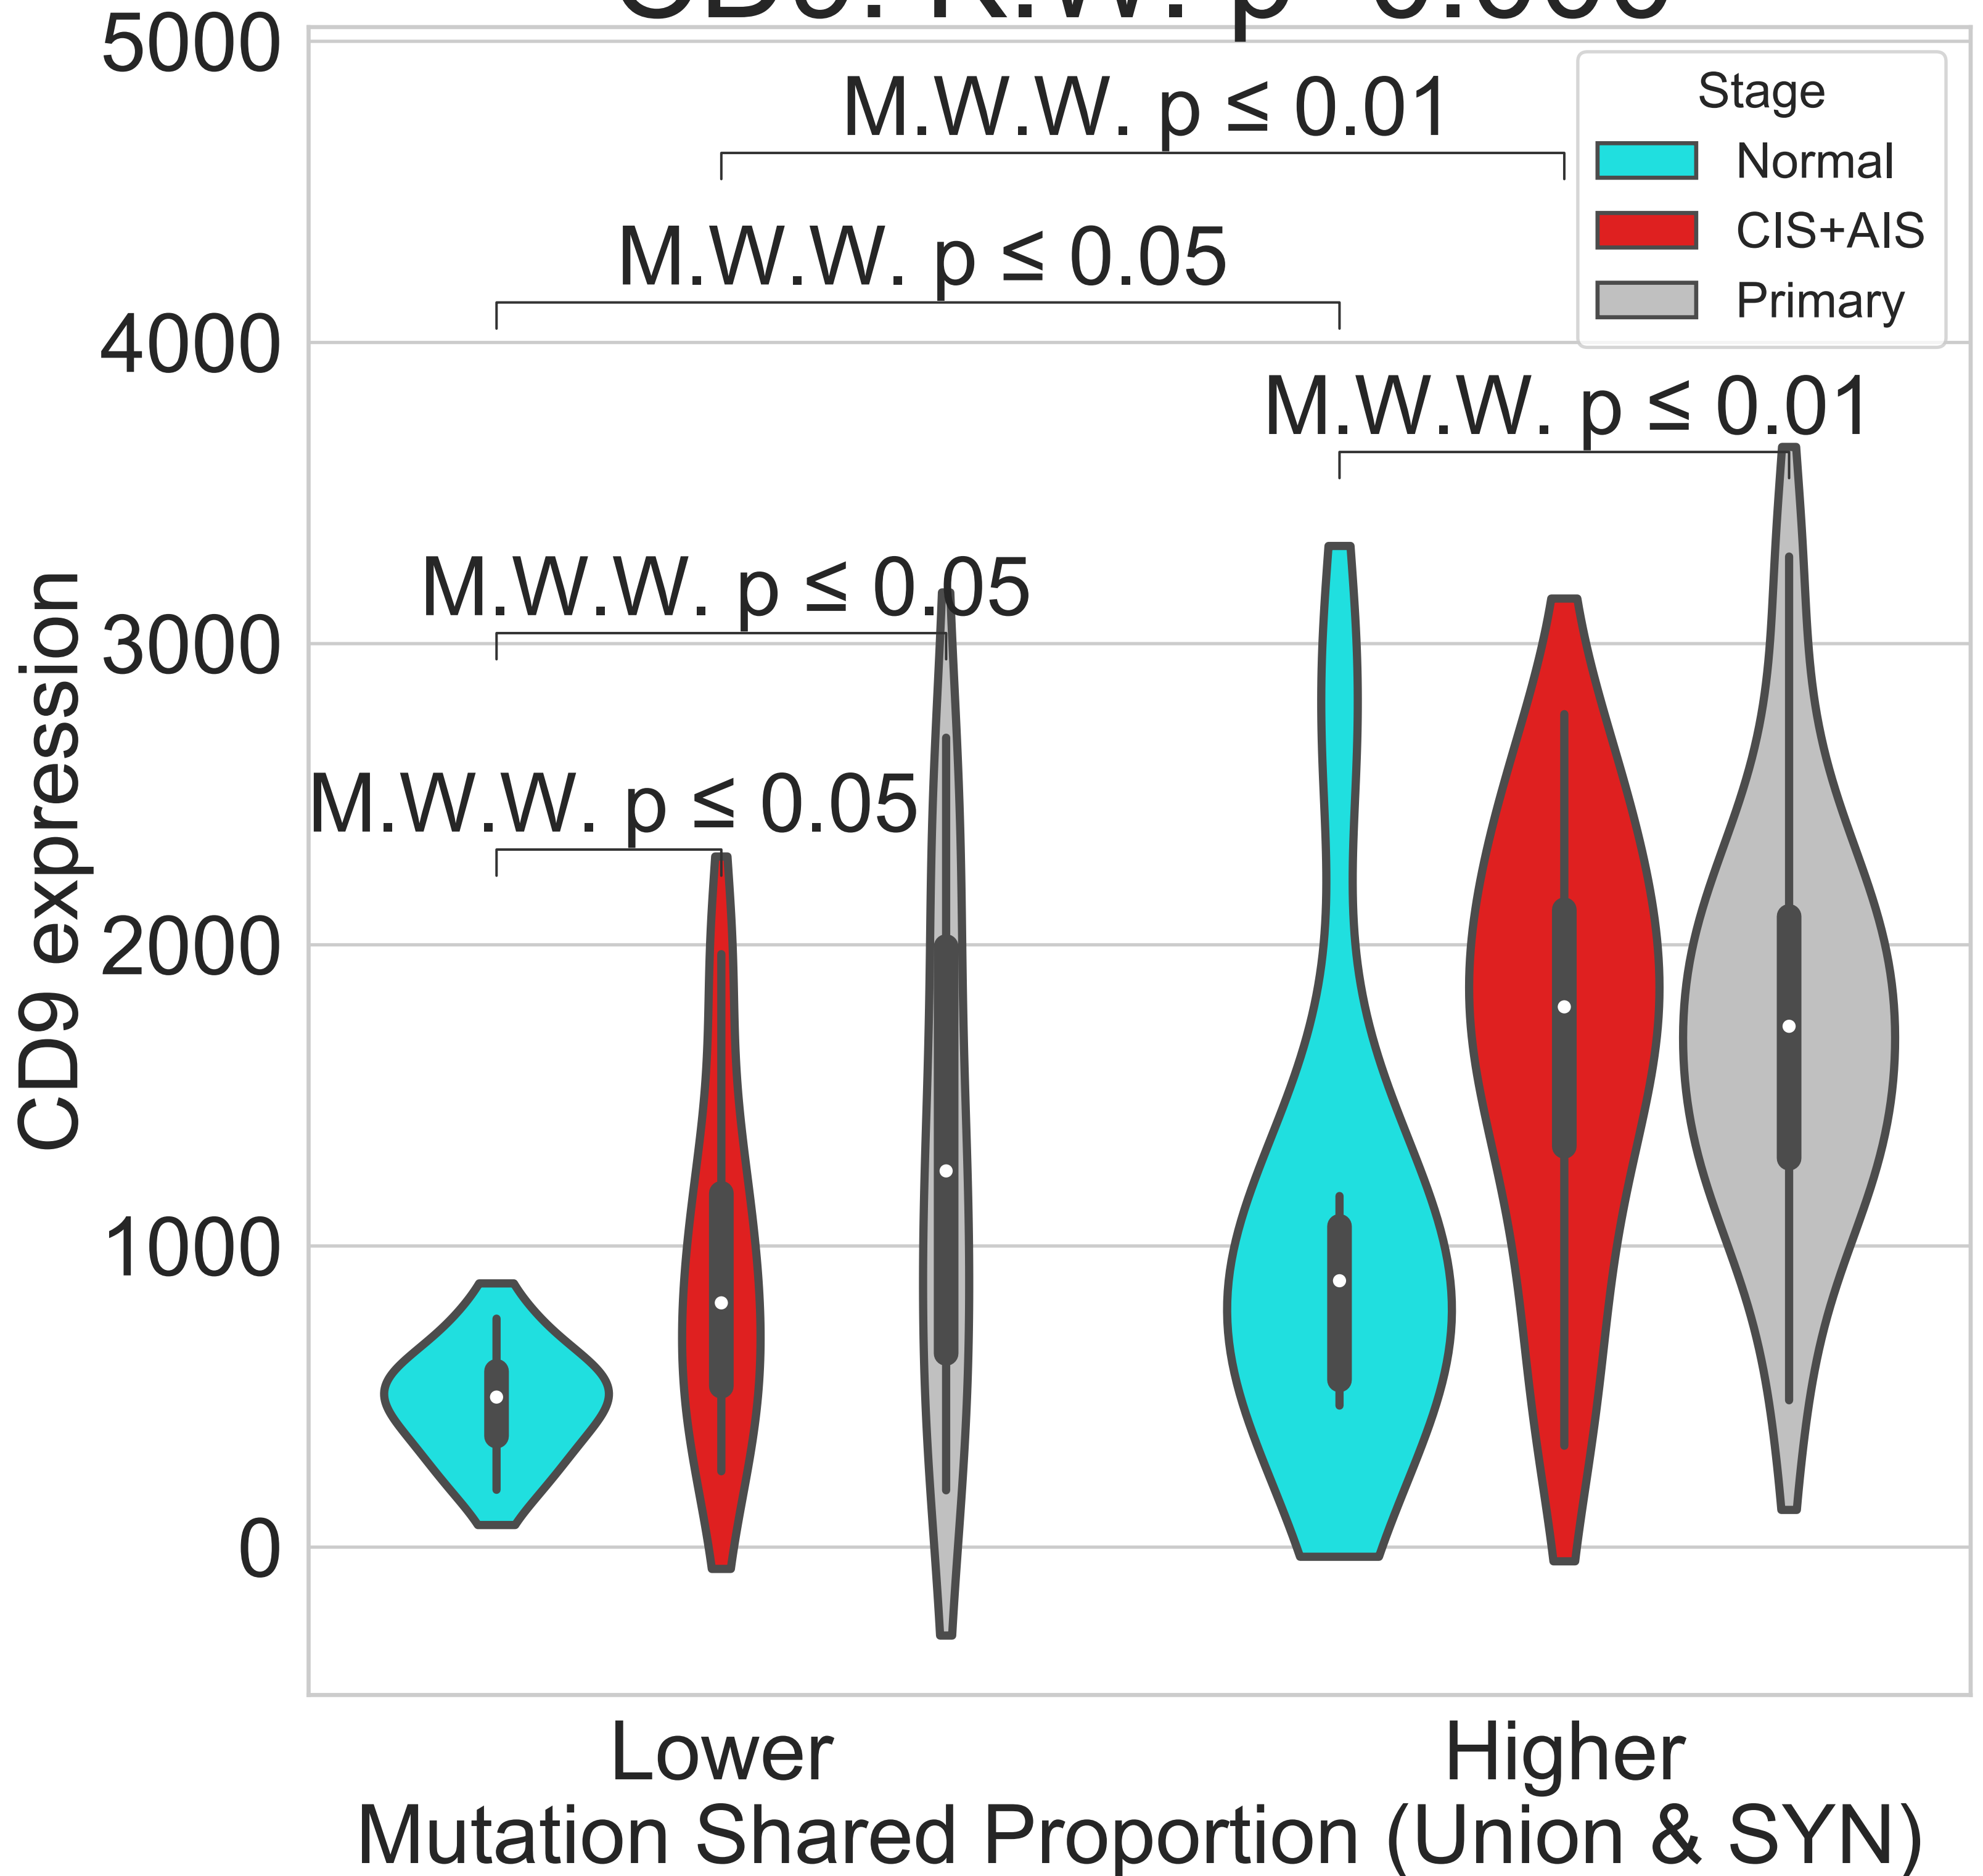 5000
4000
3000
2000
1000
0
CD9 expression
M.W.W. p ≤ 0.01
M.W.W. p ≤ 0.05
M.W.W. p ≤ 0.01
M.W.W. p ≤ 0.05
M.W.W. p ≤ 0.05
Stage
Normal
CIS+AIS
Primary
Lower
Higher
Mutation Shared Proportion (Union & SYN)